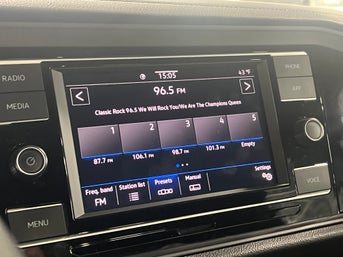 15:05 43°F
RADIO
MEDIA
MENU
96.5 FM
Classic Rock 96.5 We Will Rock You/We Are The Champions Queen
1 2 3 4 5
87.7 FM 106.1 FM 98.7 FM 101.3 FM Empty
Freq. band Station list Presets Manual Settings
FM
PHONE
APP
VOICE